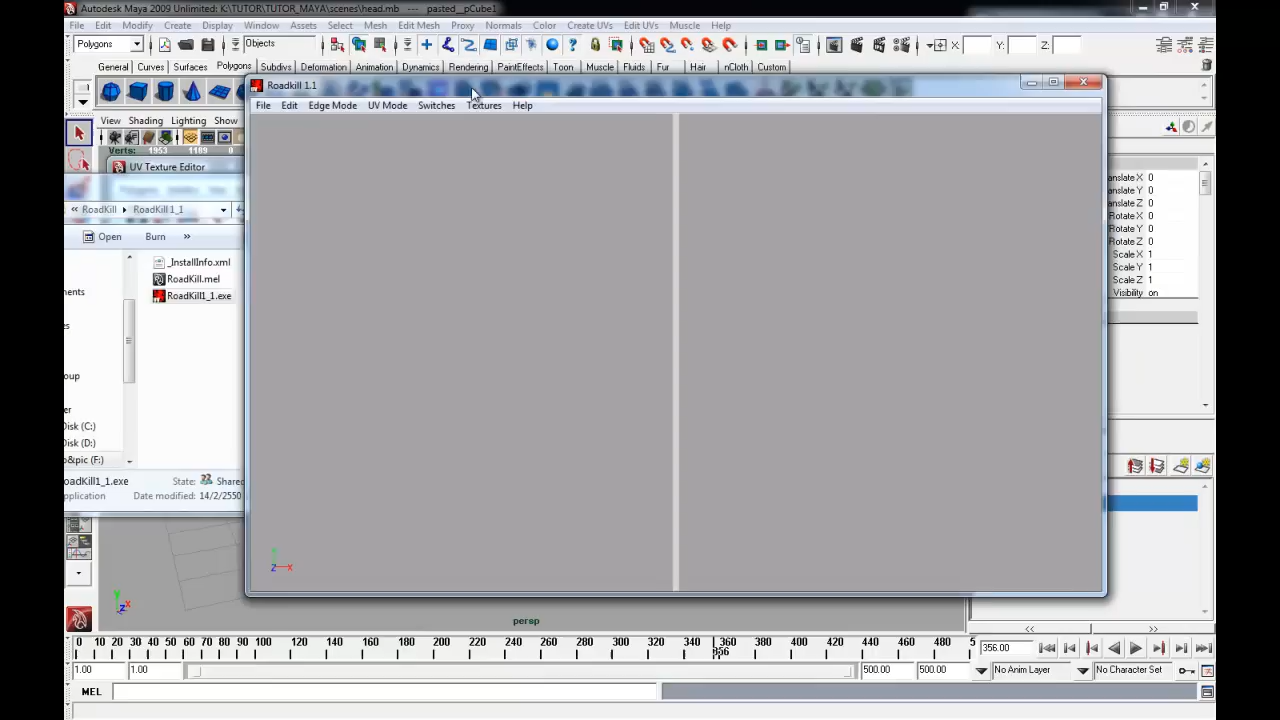 Autodesk Maya 2009 Unlimited: K:\TUTOR\TUTOR_MAYA\scenes\head.mb   ---   pasted__pCube1
File Edit Modify Create Display Window Assets Select Mesh Edit Mesh Proxy Normals Color Create UVs Edit UVs Muscle Help
Polygons Objects X: Y: Z:
General Curves Surfaces Polygons Subdivs Deformation Animation Dynamics Rendering PaintEffects Toon Muscle Fluids Fur Hair nCloth Custom
Roadkill 1.1
File Edit Edge Mode UV Mode Switches Textures Help
View Shading Lighting Show
Verts: 1953 1189 0
UV Texture Editor
« RoadKill ▸ RoadKill 1_1
Open Burn »
_InstallInfo.xml
RoadKill.mel
RoadKill1_1.exe
ments
es
oup
er
Disk (C:)
Disk (D:)
o&pic (F:)
oadKill1_1.exe State: Shared
pplication Date modified: 14/2/2550
anslate X 0
anslate Y 0
anslate Z 0
Rotate X 0
Rotate Y 0
Rotate Z 0
Scale X 1
Scale Y 1
Scale Z 1
Visibility on
Y
Z X
y
z x
persp
<< >>
0 10 20 30 40 50 60 70 80 90 100 120 140 160 180 200 220 240 260 280 300 320 340 360 380 400 420 440 460 480 5
356
356.00
1.00 1.00 500.00 500.00 No Anim Layer No Character Set
MEL